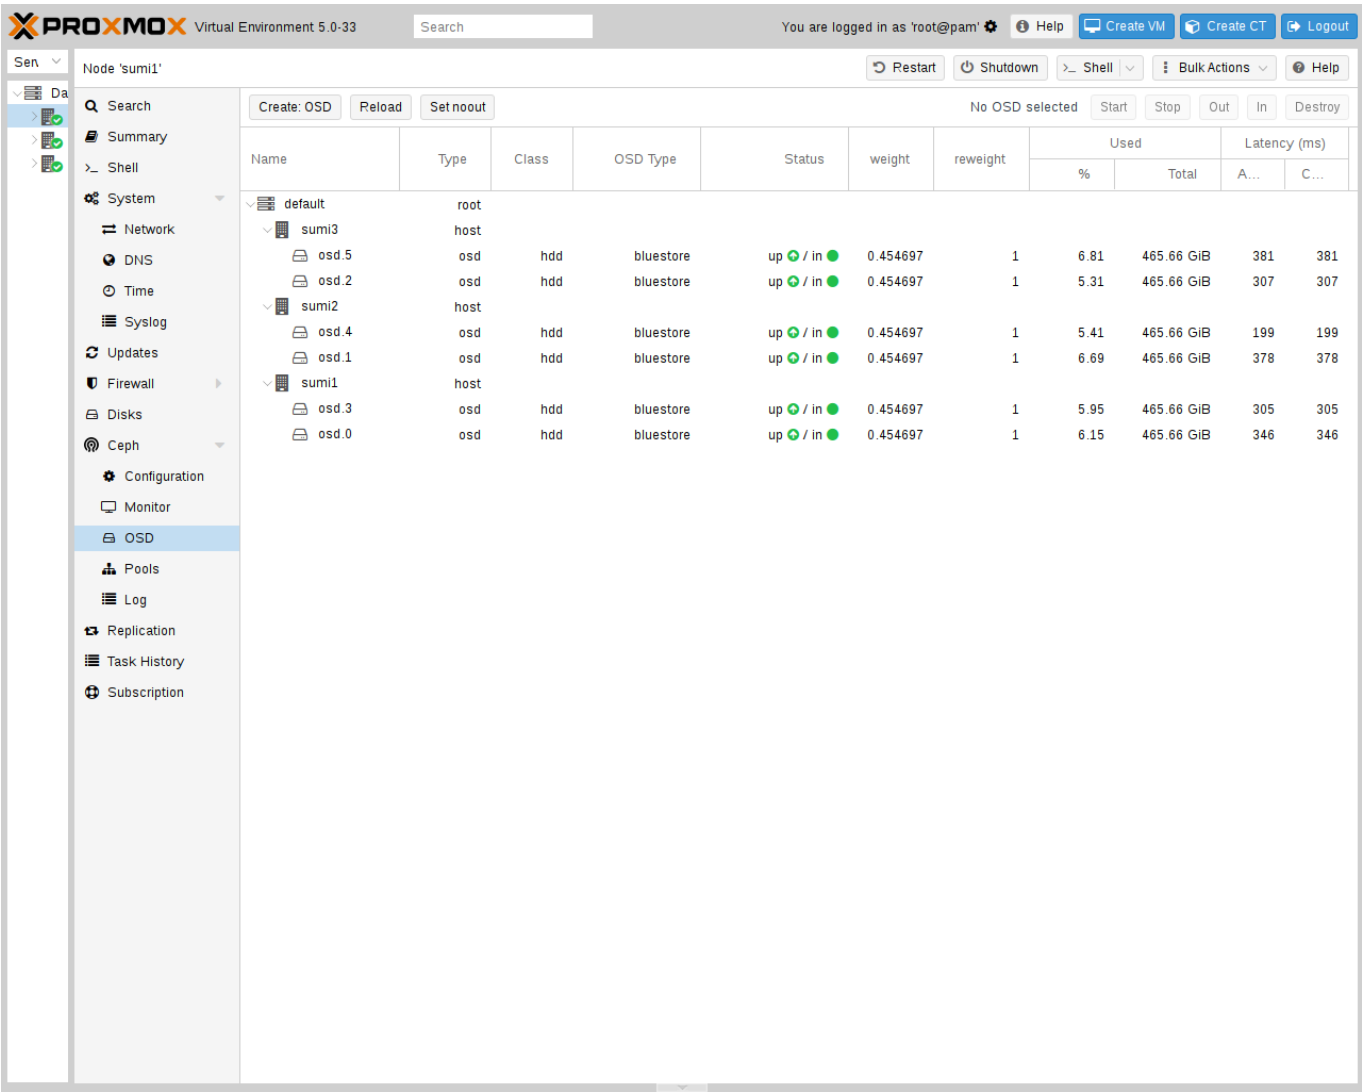 PROXMOX Virtual Environment 5.0-33 Search You are logged in as 'root@pam' Help Create VM Create CT Logout
Node 'sumi1' Restart Shutdown >_ Shell Bulk Actions Help
Search
Summary
>_ Shell
System
Network
DNS
Time
Syslog
Updates
Firewall
Disks
Ceph
Configuration
Monitor
OSD
Pools
Log
Replication
Task History
Subscription
Create: OSD Reload Set noout No OSD selected Start Stop Out In Destroy
Name Type Class OSD Type Status weight reweight Used Latency (ms)
% Total A... C...
default root
sumi3 host
osd.5 osd hdd bluestore up / in 0.454697 1 6.81 465.66 GiB 381 381
osd.2 osd hdd bluestore up / in 0.454697 1 5.31 465.66 GiB 307 307
sumi2 host
osd.4 osd hdd bluestore up / in 0.454697 1 5.41 465.66 GiB 199 199
osd.1 osd hdd bluestore up / in 0.454697 1 6.69 465.66 GiB 378 378
sumi1 host
osd.3 osd hdd bluestore up / in 0.454697 1 5.95 465.66 GiB 305 305
osd.0 osd hdd bluestore up / in 0.454697 1 6.15 465.66 GiB 346 346